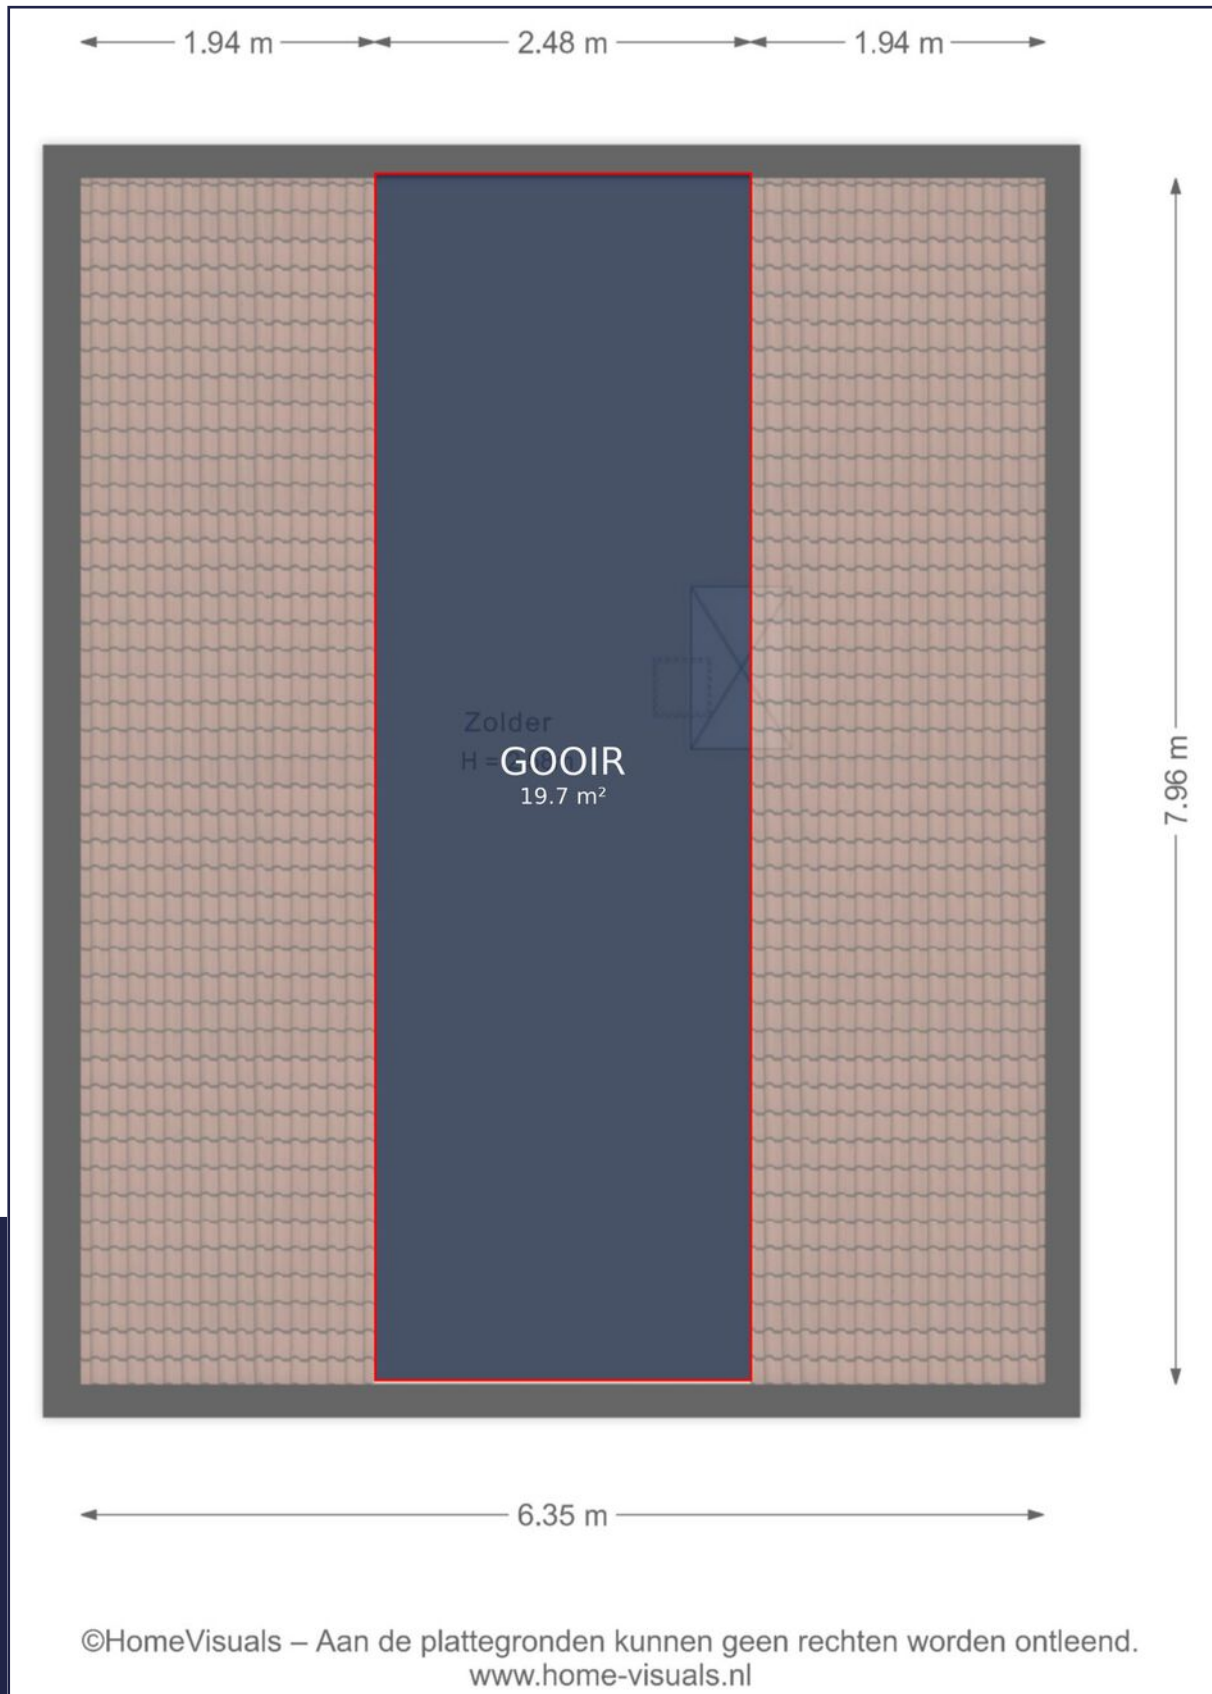 1.94 m 2.48 m 1.94 m
Zolder
H =
GOOIR
19.7 m²
7.96 m
6.35 m
©HomeVisuals – Aan de plattegronden kunnen geen rechten worden ontleend.
www.home-visuals.nl